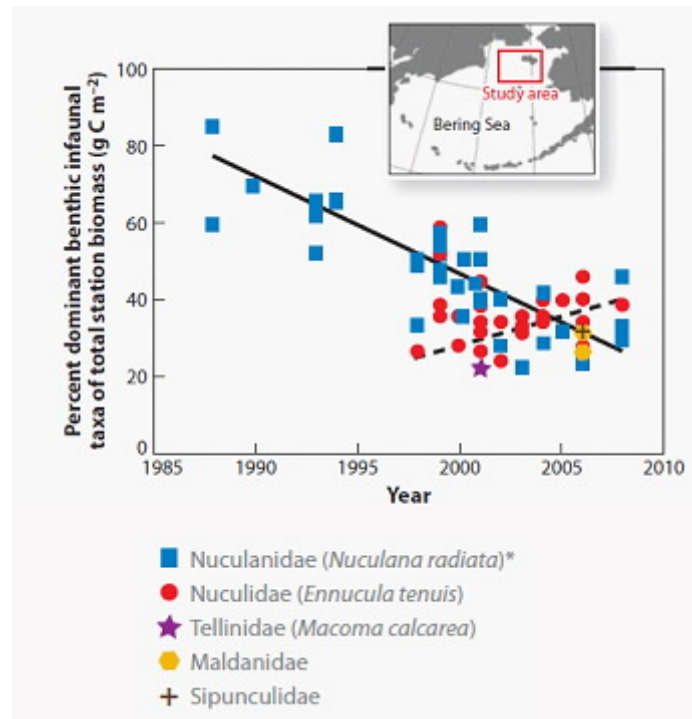 Percent dominant benthic infaunal
taxa of total station biomass (g C m⁻²)
100
80
60
40
20
0
1985
1990
1995
2000
2005
2010
Year
Study area
Bering Sea
Nuculanidae (Nuculana radiata)*
Nuculidae (Ennucula tenuis)
Tellinidae (Macoma calcarea)
Maldanidae
Sipunculidae